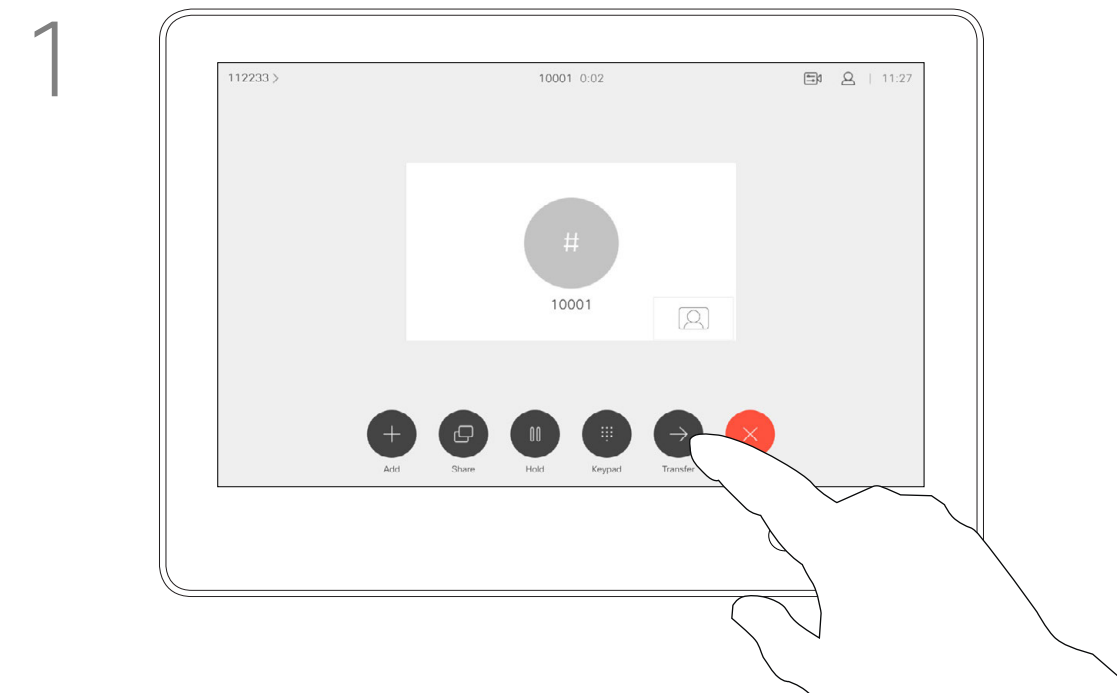 1
112233 >
10001 0:02
| 11:27
#
10001
Add
Share
Hold
Keypad
Transfer